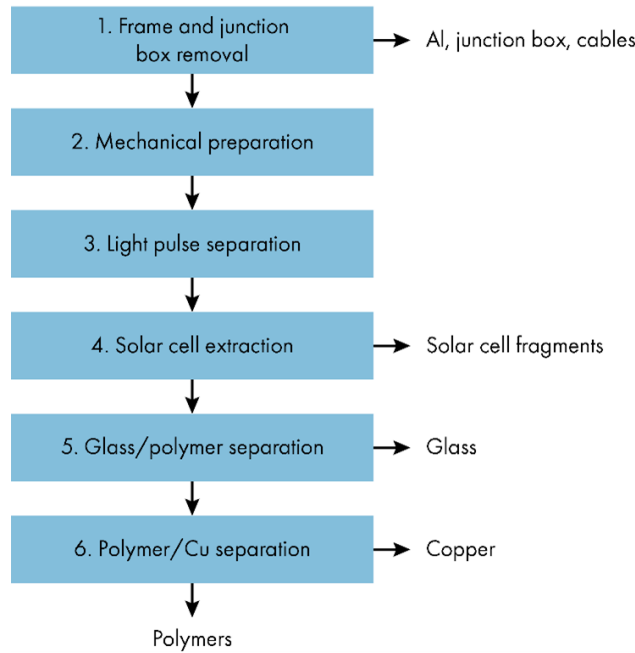 1. Frame and junction
box removal
Al, junction box, cables
2. Mechanical preparation
3. Light pulse separation
4. Solar cell extraction
Solar cell fragments
5. Glass/polymer separation
Glass
6. Polymer/Cu separation
Copper
Polymers